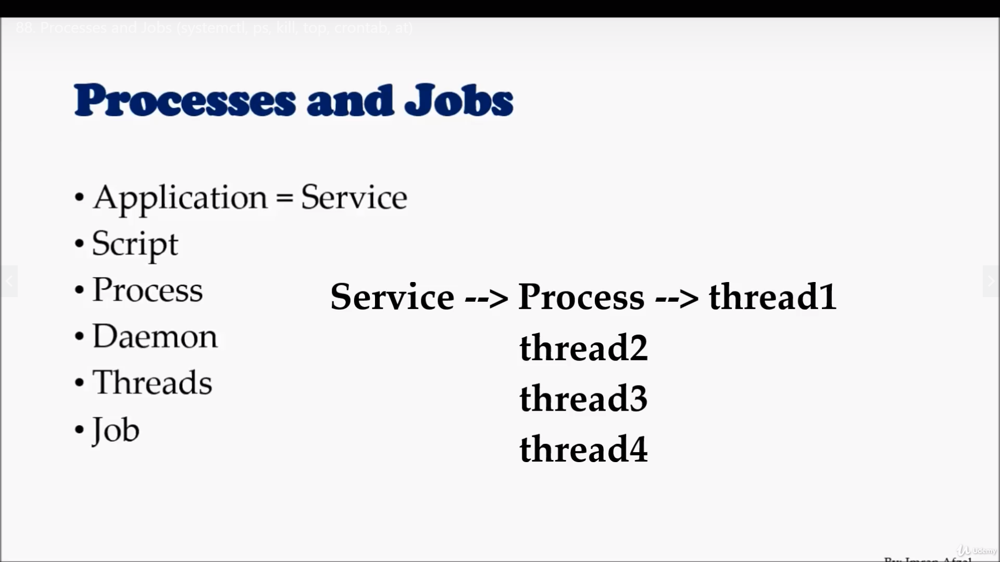 88. Processes and Jobs (systemctl, ps, kill, top, crontab, at)
Processes and Jobs
• Application = Service
• Script
• Process
• Daemon
• Threads
• Job
Service --> Process --> thread1
thread2
thread3
thread4
Udemy
By: Imran Afzal